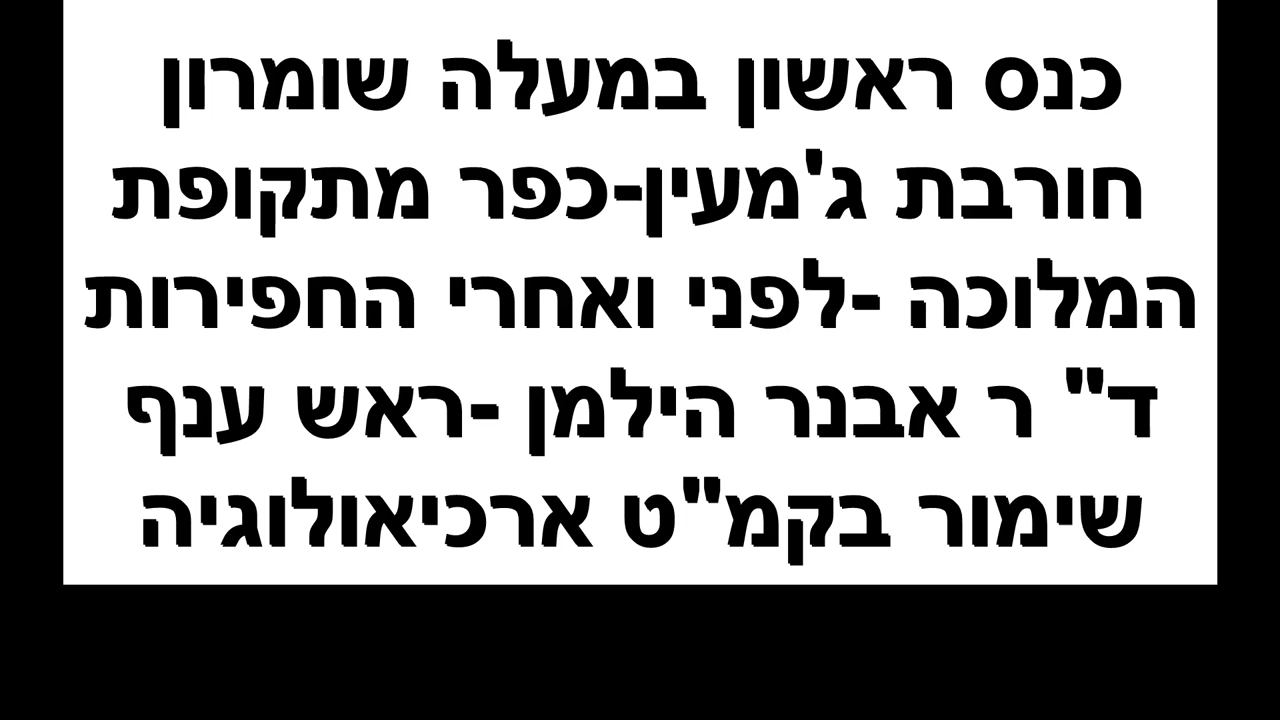 כנס ראשון במעלה שומרון
חורבת ג'מעין-כפר מתקופת
המלוכה -לפני ואחרי החפירות
ד" ר אבנר הילמן -ראש ענף
שימור בקמ"ט ארכיאולוגיה